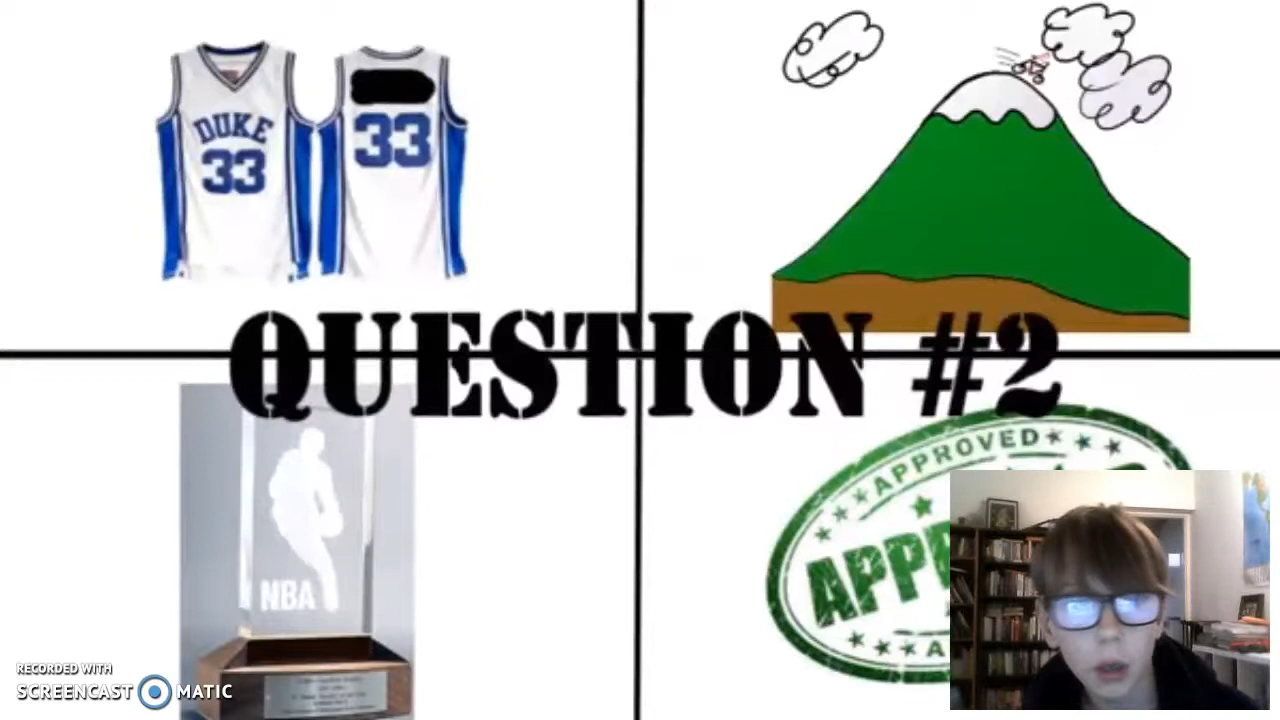 DUKE
33
33
QUESTION #2
NBA
APPROVED
RECORDED WITH
SCREENCAST MATIC